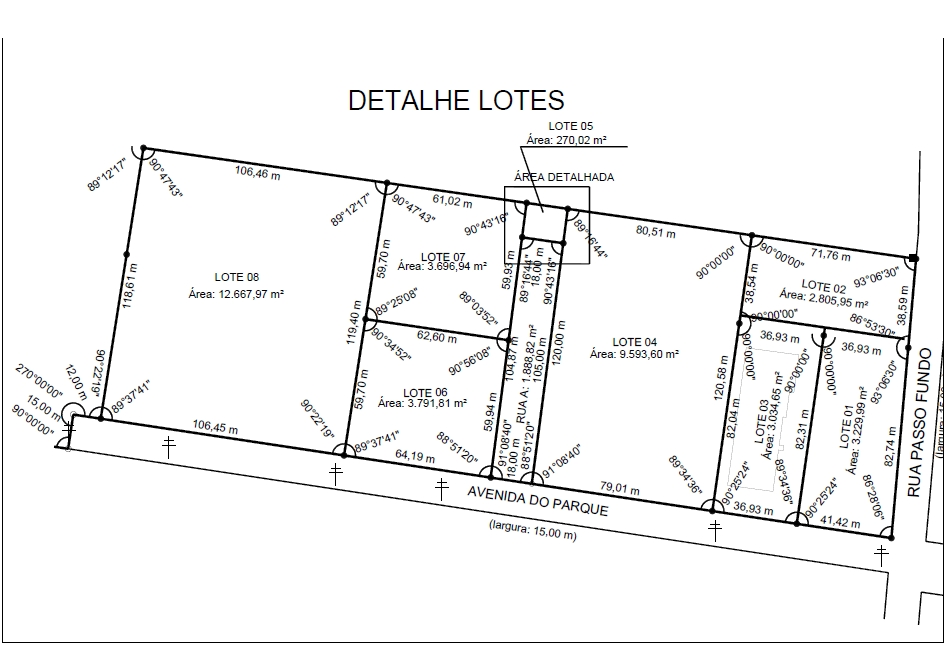 DETALHE LOTES
LOTE 05
Área: 270,02 m²
ÁREA DETALHADA
89°12'17"
90°47'43"
106,46 m
89°12'17"
90°47'43"
61,02 m
90°43'16"
89°16'44"
80,51 m
90°00'00"
90°00'00"
71,76 m
93°06'30"
118,61 m
LOTE 08
Área: 12.667,97 m²
59,70 m
LOTE 07
Área: 3.696,94 m²
59,93 m
89°16'44"
18,00 m
90°43'16"
38,54 m
LOTE 02
Área: 2.805,95 m²
38,59 m
89°25'08"
89°03'52"
90°00'00"
86°53'30"
119,40 m
90°34'52"
62,60 m
90°56'08"
104,87 m
RUA A: 1.888,82 m²
105,00 m
120,00 m
LOTE 04
Área: 9.593,60 m²
36,93 m
36,93 m
90°00'00"
90°00'00"
90°00'00"
93°06'30"
270°00'00"
12,00 m
15,00 m
90°00'00"
90°22'19"
89°37'41"
106,45 m
59,70 m
LOTE 06
Área: 3.791,81 m²
59,94 m
90°22'19"
89°37'41"
64,19 m
88°51'20"
91°08'40"
18,00 m
88°51'20"
91°08'40"
120,58 m
82,04 m
LOTE 03
Área: 3.034,65 m²
82,31 m
LOTE 01
Área: 3.229,99 m²
82,74 m
RUA PASSO FUNDO
89°34'36"
90°25'24"
89°34'36"
90°25'24"
86°28'06"
79,01 m
36,93 m
41,42 m
AVENIDA DO PARQUE
(largura: 15,00 m)